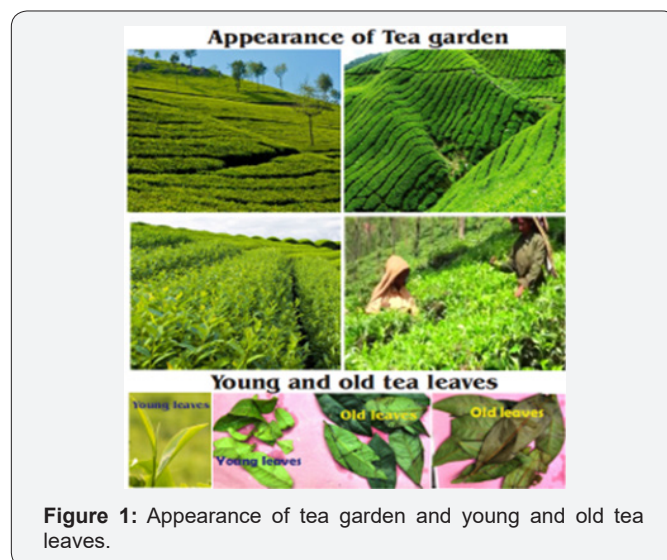 Appearance of Tea garden
Young and old tea leaves
Young leaves
Young leaves
Old leaves
Old leaves
Figure 1: Appearance of tea garden and young and old tea
leaves.